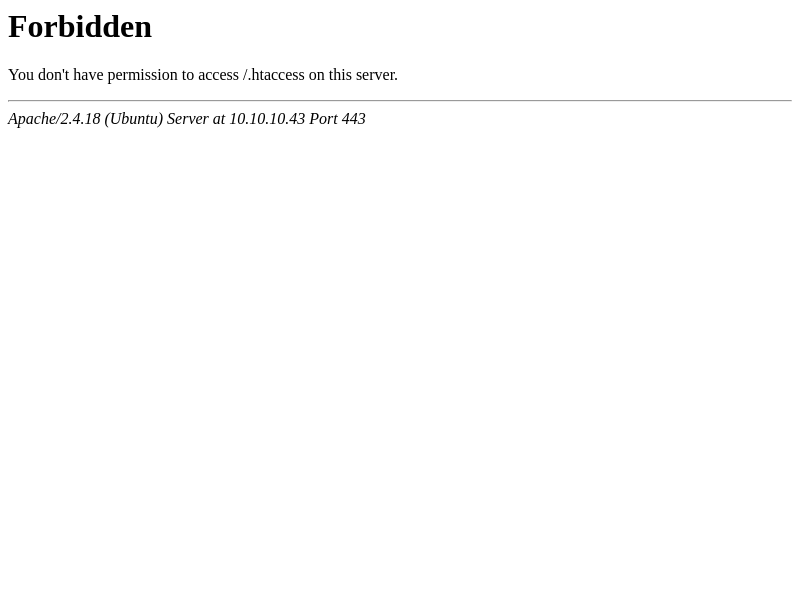 Forbidden
You don't have permission to access /.htaccess on this server.
Apache/2.4.18 (Ubuntu) Server at 10.10.10.43 Port 443